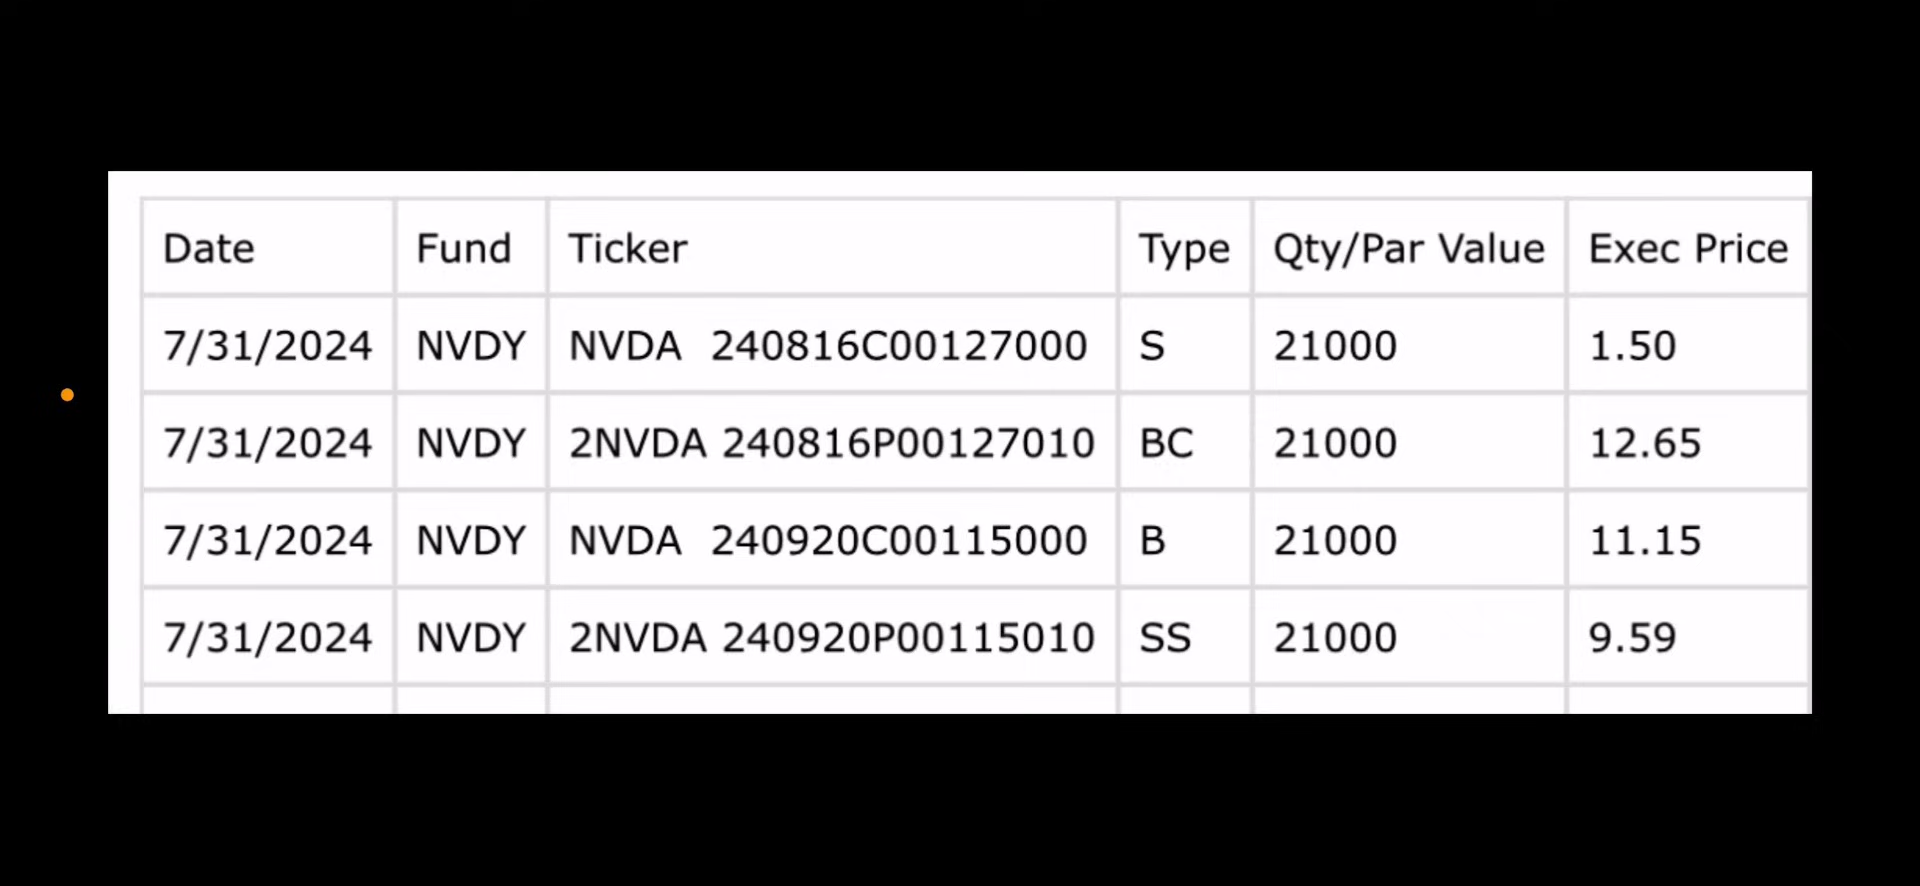 Date Fund Ticker Type Qty/Par Value Exec Price
7/31/2024 NVDY NVDA 240816C00127000 S 21000 1.50
7/31/2024 NVDY 2NVDA 240816P00127010 BC 21000 12.65
7/31/2024 NVDY NVDA 240920C00115000 B 21000 11.15
7/31/2024 NVDY 2NVDA 240920P00115010 SS 21000 9.59